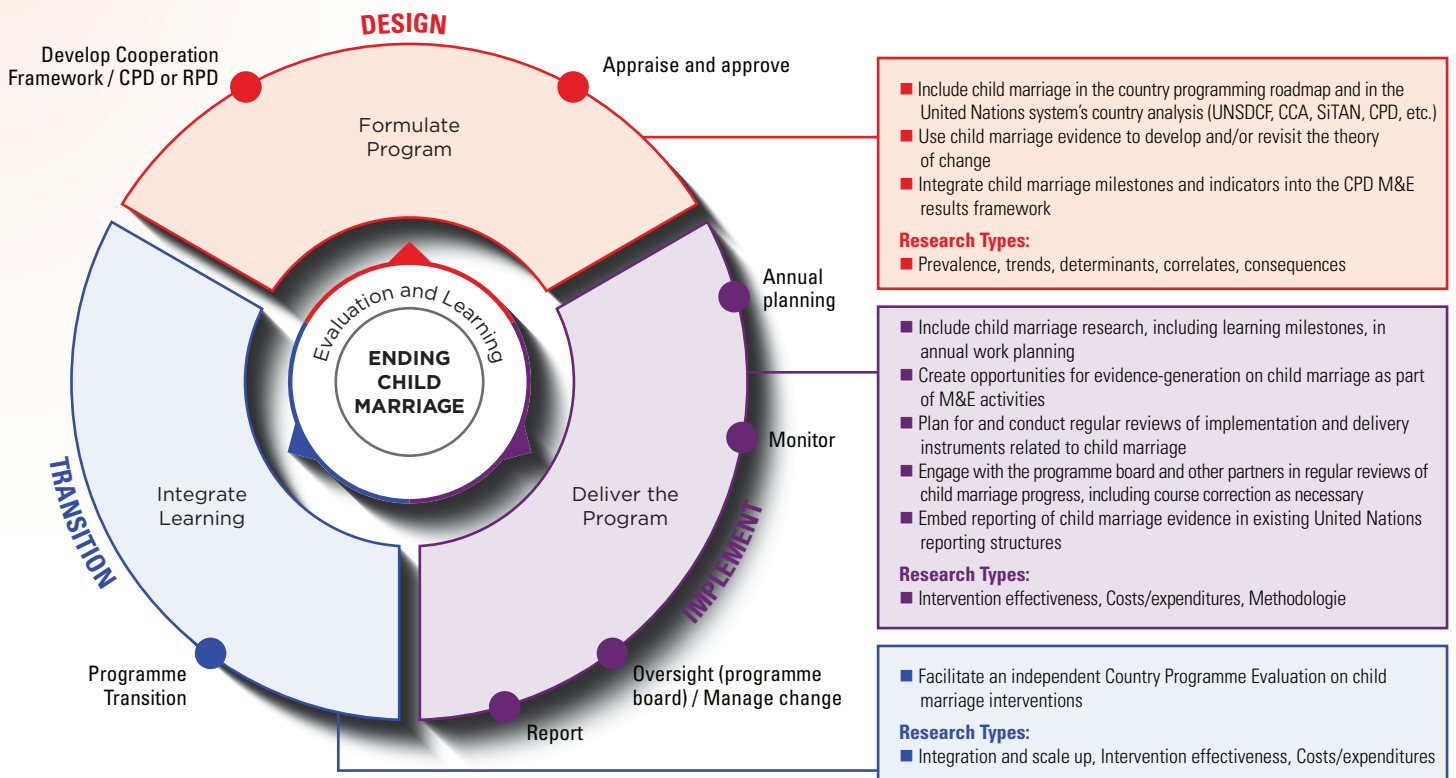 DESIGN
Develop Cooperation
Framework / CPD or RPD
Appraise and approve
Formulate
Program
Annual
planning
Monitor
Deliver the
Program
IMPLEMENT
Oversight (programme
board) / Manage change
Report
Programme
Transition
TRANSITION
Integrate
Learning
Evaluation and Learning
ENDING
CHILD
MARRIAGE
Include child marriage in the country programming roadmap and in the
United Nations system's country analysis (UNSDCF, CCA, SiTAN, CPD, etc.)
Use child marriage evidence to develop and/or revisit the theory
of change
Integrate child marriage milestones and indicators into the CPD M&E
results framework
Research Types:
Prevalence, trends, determinants, correlates, consequences
Include child marriage research, including learning milestones, in
annual work planning
Create opportunities for evidence-generation on child marriage as part
of M&E activities
Plan for and conduct regular reviews of implementation and delivery
instruments related to child marriage
Engage with the programme board and other partners in regular reviews of
child marriage progress, including course correction as necessary
Embed reporting of child marriage evidence in existing United Nations
reporting structures
Research Types:
Intervention effectiveness, Costs/expenditures, Methodologie
Facilitate an independent Country Programme Evaluation on child
marriage interventions
Research Types:
Integration and scale up, Intervention effectiveness, Costs/expenditures